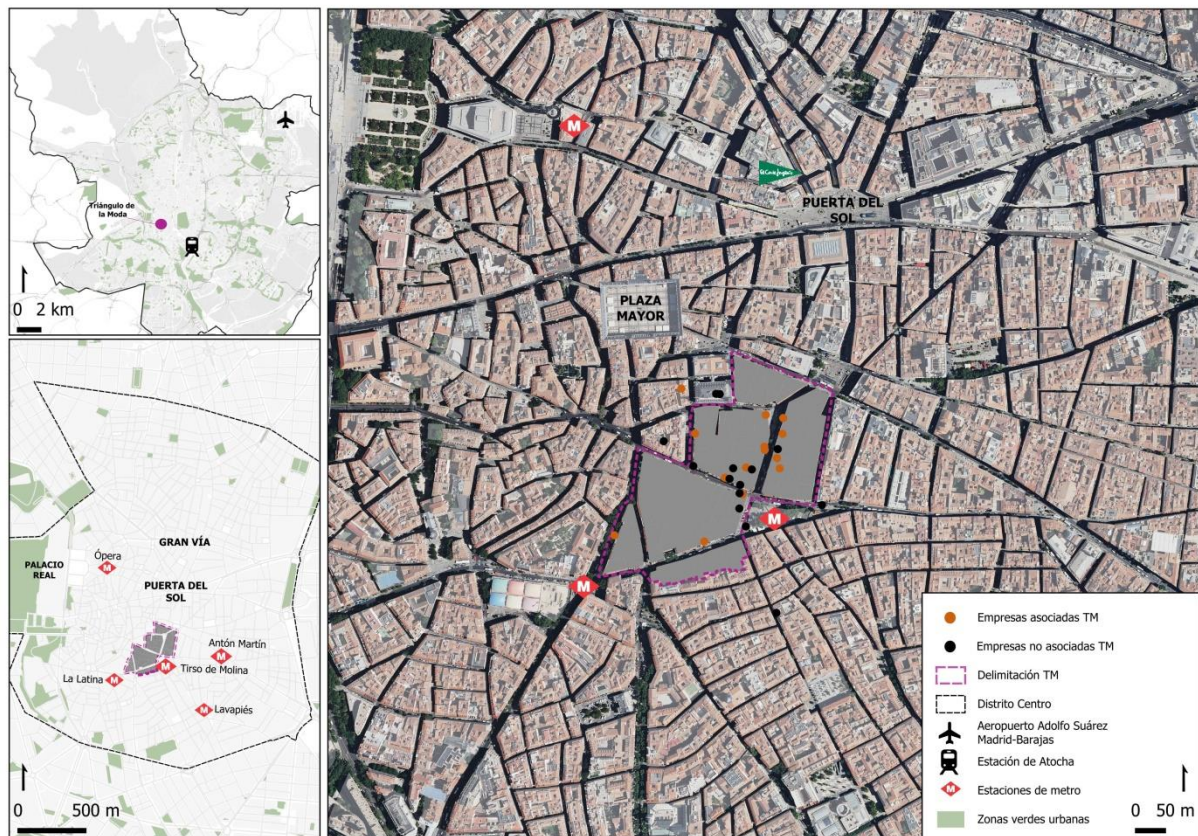 Triángulo de
la Moda
0 2 km
GRAN VÍA
Ópera
M
PALACIO
REAL
PUERTA DEL
SOL
Antón Martín
M
Tirso de Molina
M
La Latina
M
Lavapiés
M
0 500 m
M
El Corte Inglés
PUERTA DEL
SOL
PLAZA
MAYOR
M
M
Empresas asociadas TM
Empresas no asociadas TM
Delimitación TM
Distrito Centro
Aeropuerto Adolfo Suárez
Madrid-Barajas
Estación de Atocha
M
Estaciones de metro
Zonas verdes urbanas
0 50 m